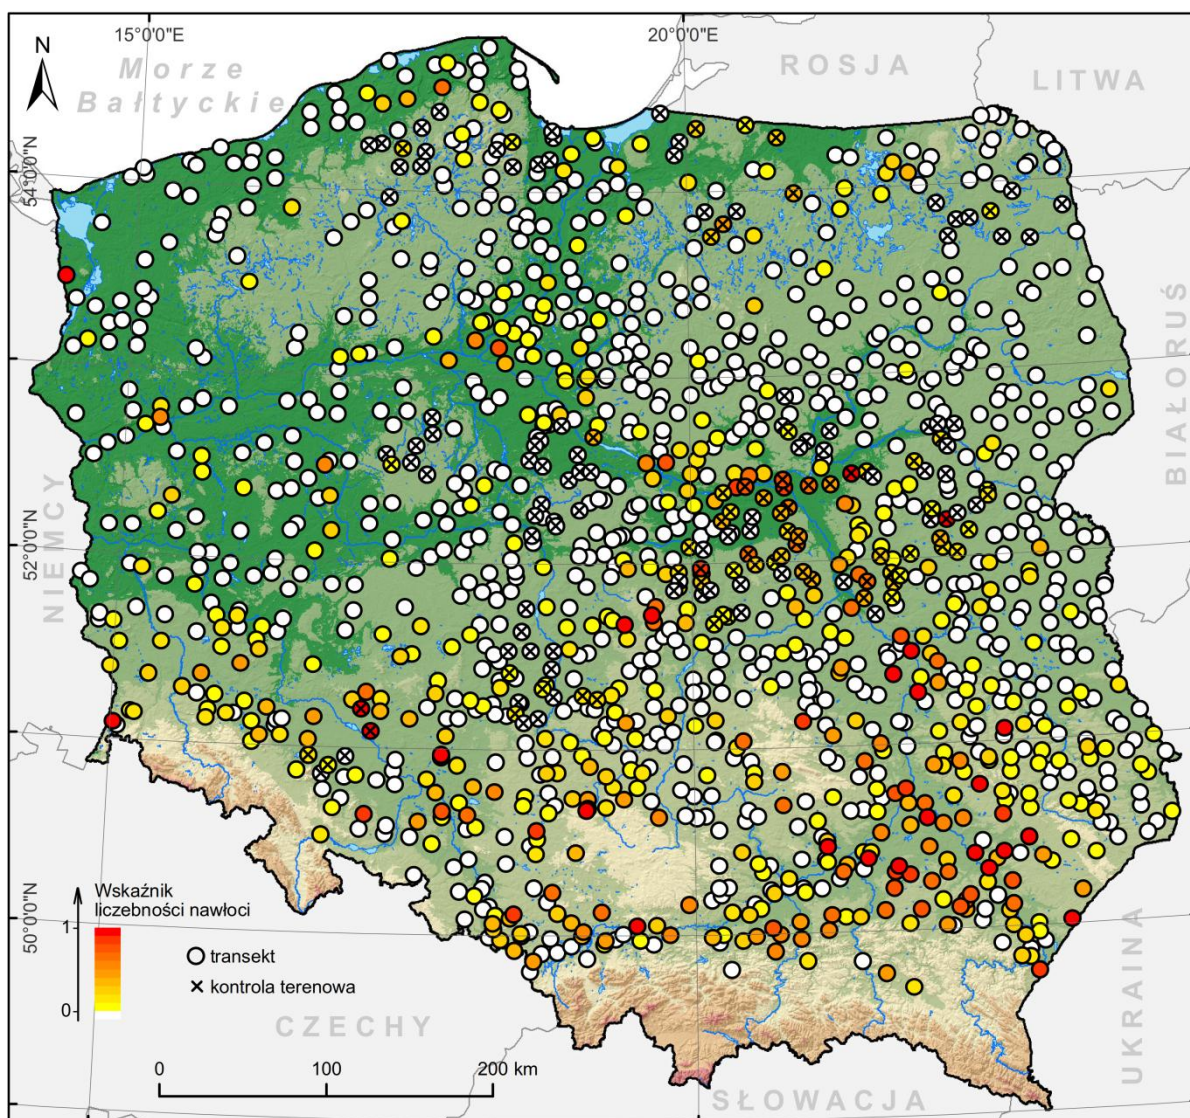 15°0'0"E
20°0'0"E
N
Morze
Bałtyckie
ROSJA
LITWA
54°0'0"N
BIAŁORUŚ
52°0'0"N
NIEMCY
50°0'0"N
Wskaźnik
liczebności nawłoci
1
0
transekt
kontrola terenowa
CZECHY
UKRAINA
0 100 200 km
SŁOWACJA